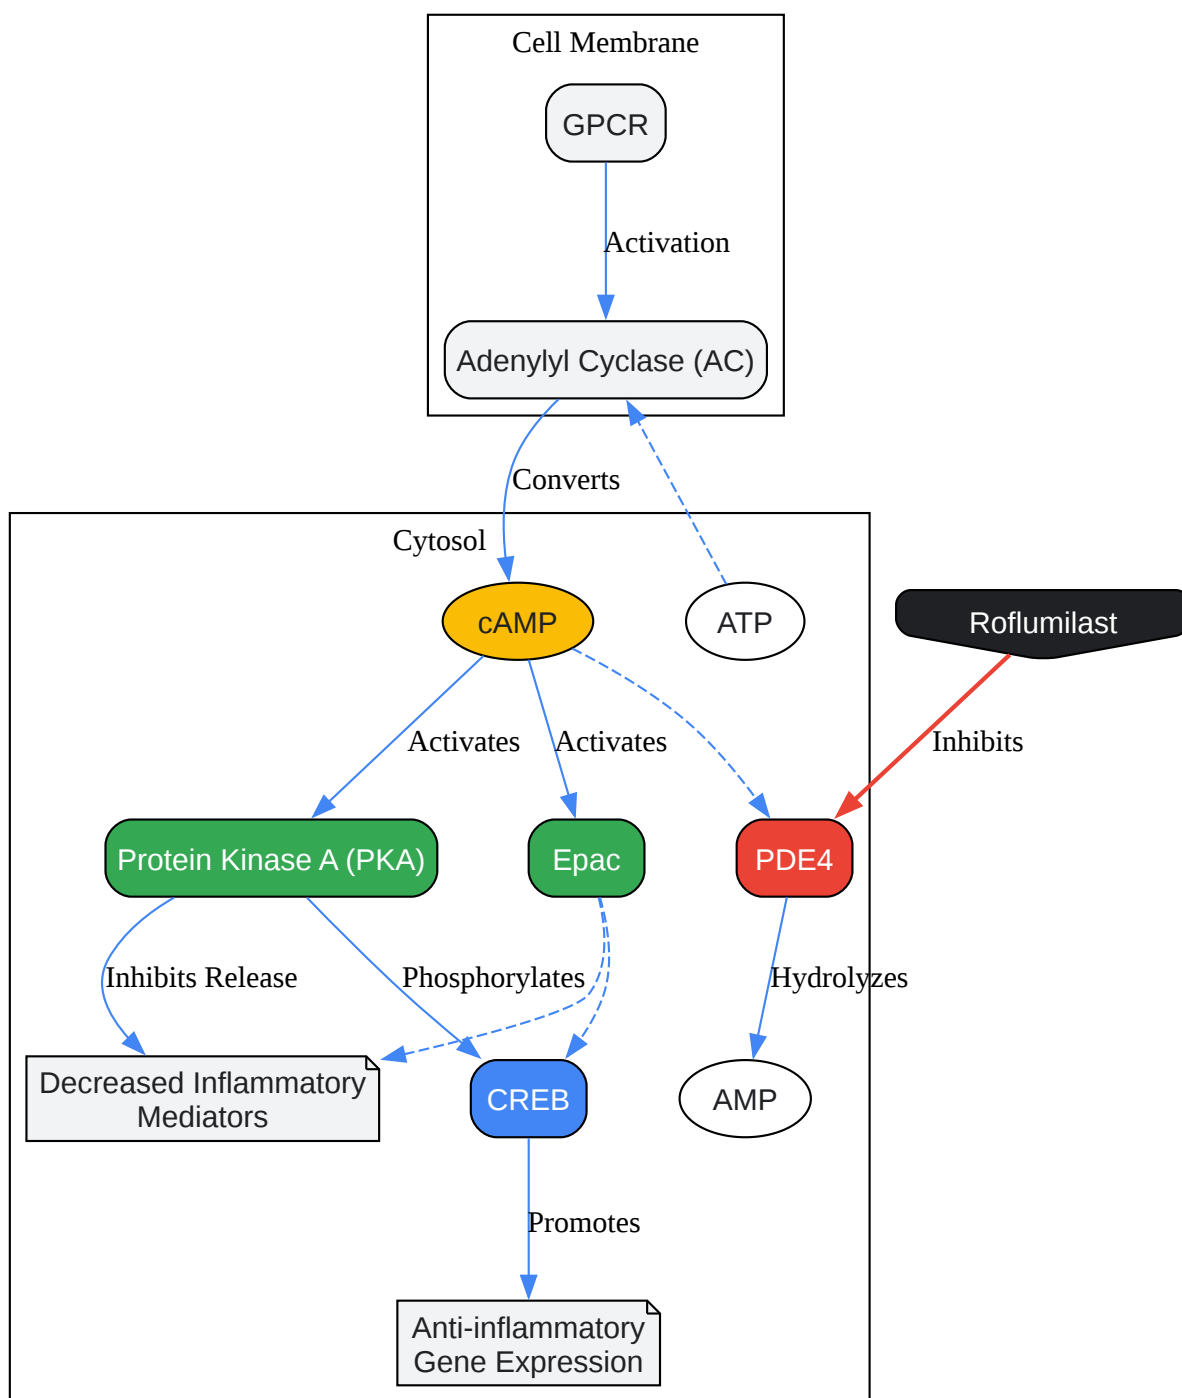 Cell Membrane
GPCR
Activation
Adenylyl Cyclase (AC)
Converts
Cytosol
cAMP
ATP
Roflumilast
Activates
Activates
Inhibits
Protein Kinase A (PKA)
Epac
PDE4
Inhibits Release
Phosphorylates
Hydrolyzes
Decreased Inflammatory
Mediators
CREB
AMP
Promotes
Anti-inflammatory
Gene Expression